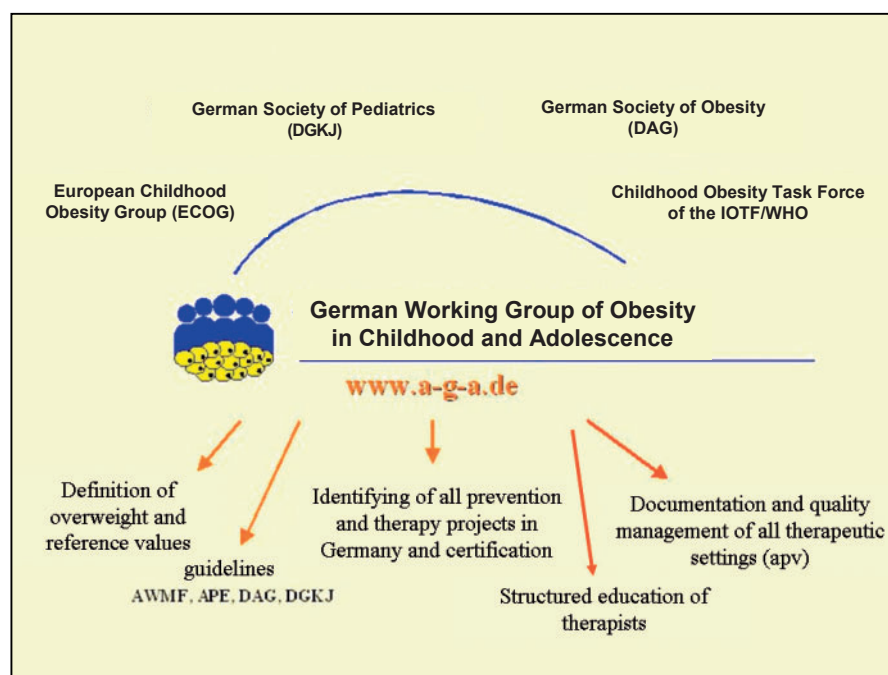 German Society of Pediatrics
(DGKJ)
German Society of Obesity
(DAG)
European Childhood
Obesity Group (ECOG)
Childhood Obesity Task Force
of the IOTF/WHO
German Working Group of Obesity
in Childhood and Adolescence
www.a-g-a.de
Definition of
overweight and
reference values
guidelines
AWMF, APE, DAG, DGKJ
Identifying of all prevention
and therapy projects in
Germany and certification
Structured education of
therapists
Documentation and quality
management of all therapeutic
settings (apv)